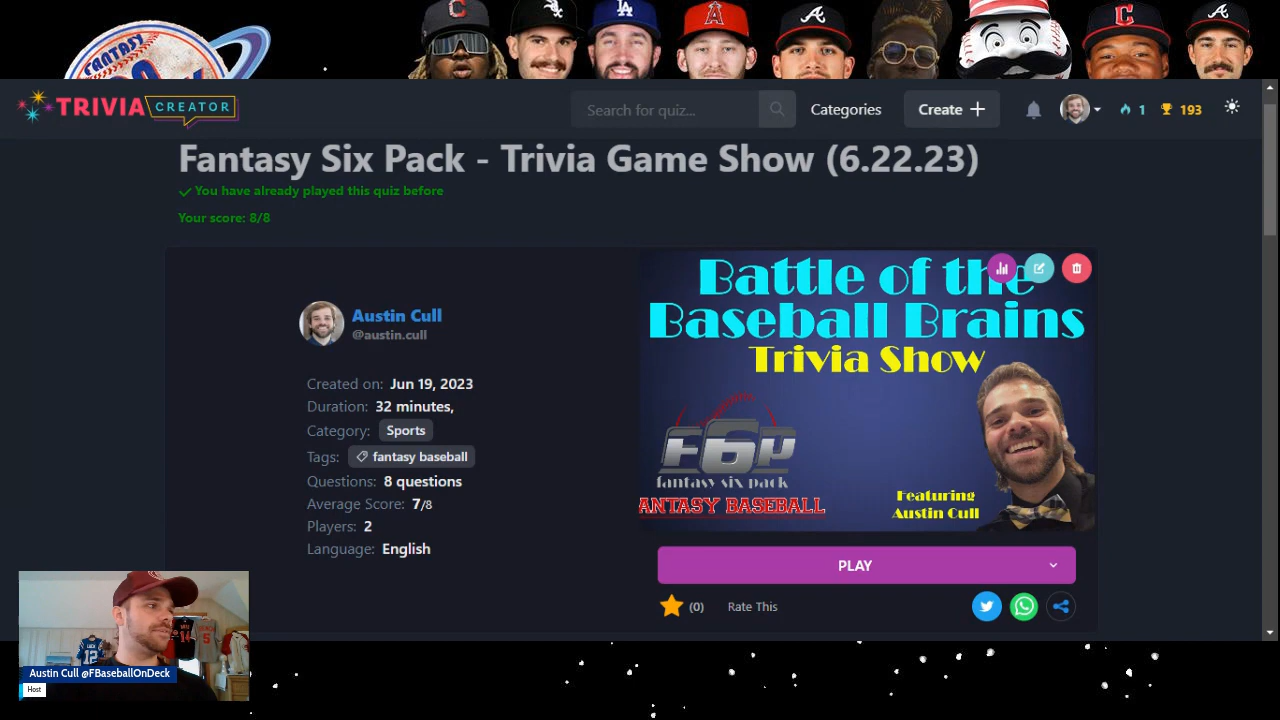 FANTASY
TRIVIA CREATOR
Search for quiz...
Categories
Create
1
193
Fantasy Six Pack - Trivia Game Show (6.22.23)
You have already played this quiz before
Your score: 8/8
Austin Cull
@austin.cull
Created on: Jun 19, 2023
Duration: 32 minutes,
Category: Sports
Tags: fantasy baseball
Questions: 8 questions
Average Score: 7/8
Players: 2
Language: English
Battle of the
Baseball Brains
Trivia Show
F6P
fantasy six pack
ANTASY BASEBALL
Featuring
Austin Cull
PLAY
(0)
Rate This
12
14
5
Austin Cull @FBaseballOnDeck
Host